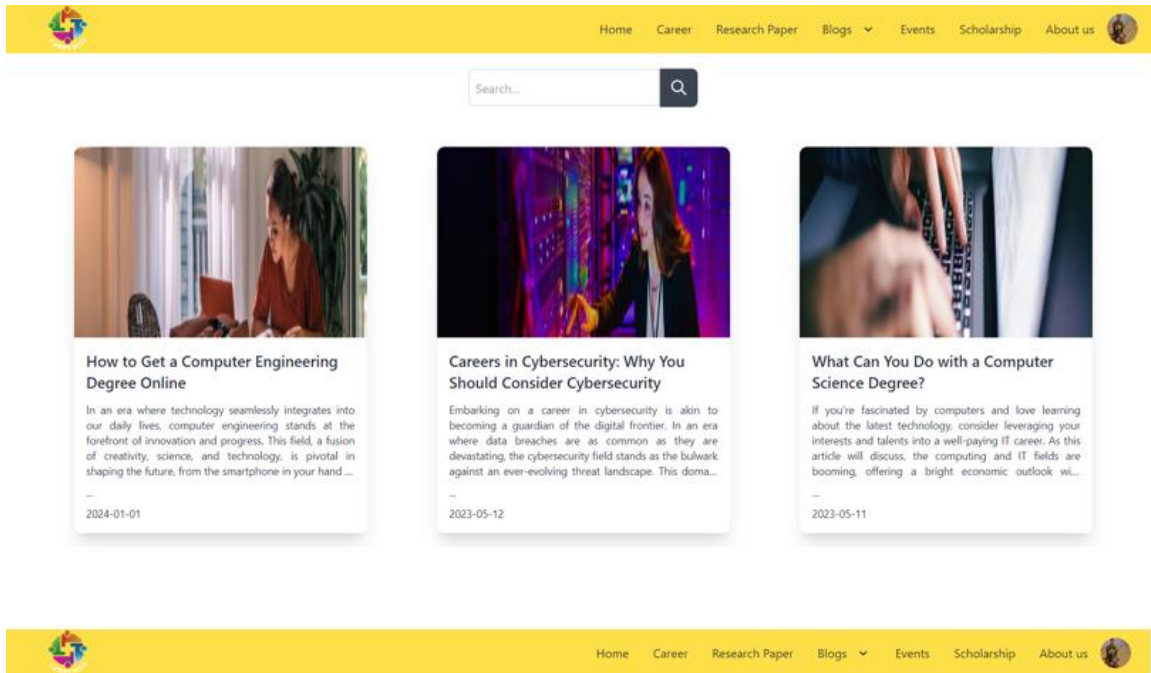 Home Career Research Paper Blogs Events Scholarship About us
Search...
How to Get a Computer Engineering
Degree Online
In an era where technology seamlessly integrates into
our daily lives, computer engineering stands at the
forefront of innovation and progress. This field, a fusion
of creativity, science, and technology, is pivotal in
shaping the future, from the smartphone in your hand ...
...
2024-01-01
Careers in Cybersecurity: Why You
Should Consider Cybersecurity
Embarking on a career in cybersecurity is akin to
becoming a guardian of the digital frontier. In an era
where data breaches are as common as they are
devastating, the cybersecurity field stands as the bulwark
against an ever-evolving threat landscape. This doma...
...
2023-05-12
What Can You Do with a Computer
Science Degree?
If you're fascinated by computers and love learning
about the latest technology, consider leveraging your
interests and talents into a well-paying IT career. As this
article will discuss, the computing and IT fields are
booming, offering a bright economic outlook wi...
...
2023-05-11
Home Career Research Paper Blogs Events Scholarship About us